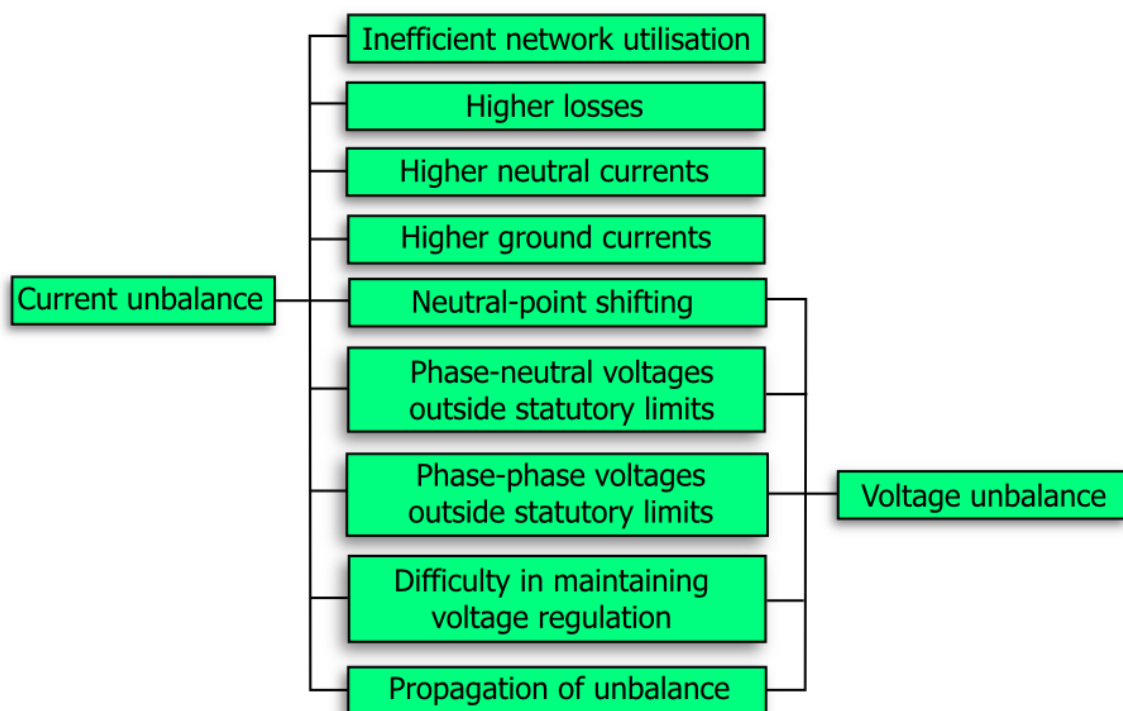 Inefficient network utilisation
Higher losses
Higher neutral currents
Higher ground currents
Current unbalance
Neutral-point shifting
Phase-neutral voltages
outside statutory limits
Phase-phase voltages
outside statutory limits
Voltage unbalance
Difficulty in maintaining
voltage regulation
Propagation of unbalance